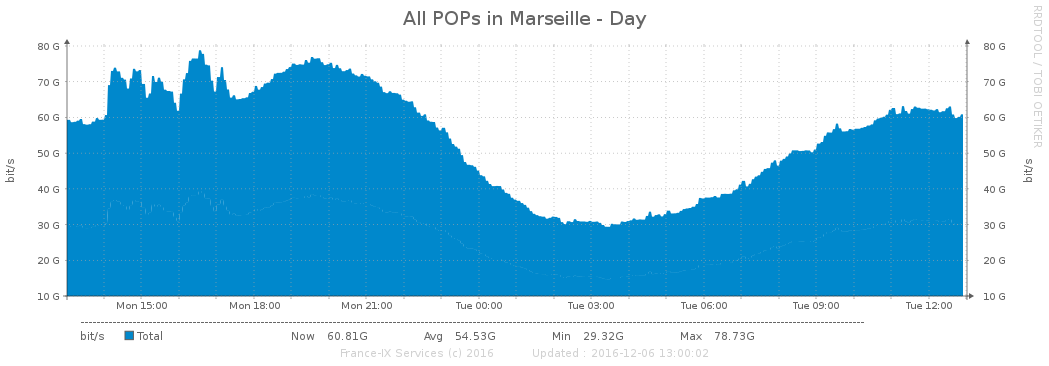 All POPs in Marseille - Day
RRDTOOL / TOBI OETIKER
80 G 80 G
70 G 70 G
60 G 60 G
50 G 50 G
40 G 40 G
30 G 30 G
20 G 20 G
10 G 10 G
bit/s bit/s
Mon 15:00 Mon 18:00 Mon 21:00 Tue 00:00 Tue 03:00 Tue 06:00 Tue 09:00 Tue 12:00
bit/s Total Now 60.81G Avg 54.53G Min 29.32G Max 78.73G
France-IX Services (c) 2016 Updated : 2016-12-06 13:00:02